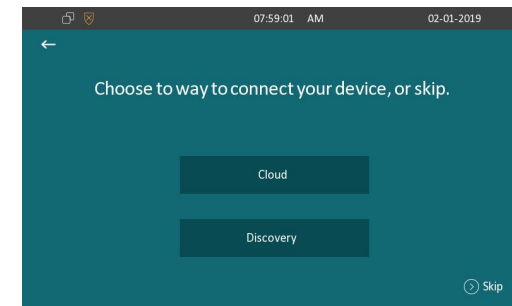 07:59:01 AM 02-01-2019
Choose to way to connect your device, or skip.
Cloud
Discovery
Skip